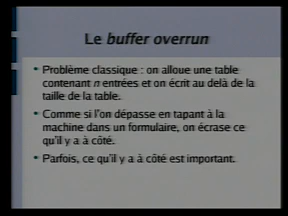 Le buffer overrun
• Problème classique : on alloue une table
contenant n entrées et on écrit au delà de la
taille de la table.
• Comme si l'on dépasse en tapant à la
machine dans un formulaire, on écrase ce
qu'il y a à côté.
• Parfois, ce qu'il y a à côté est important.